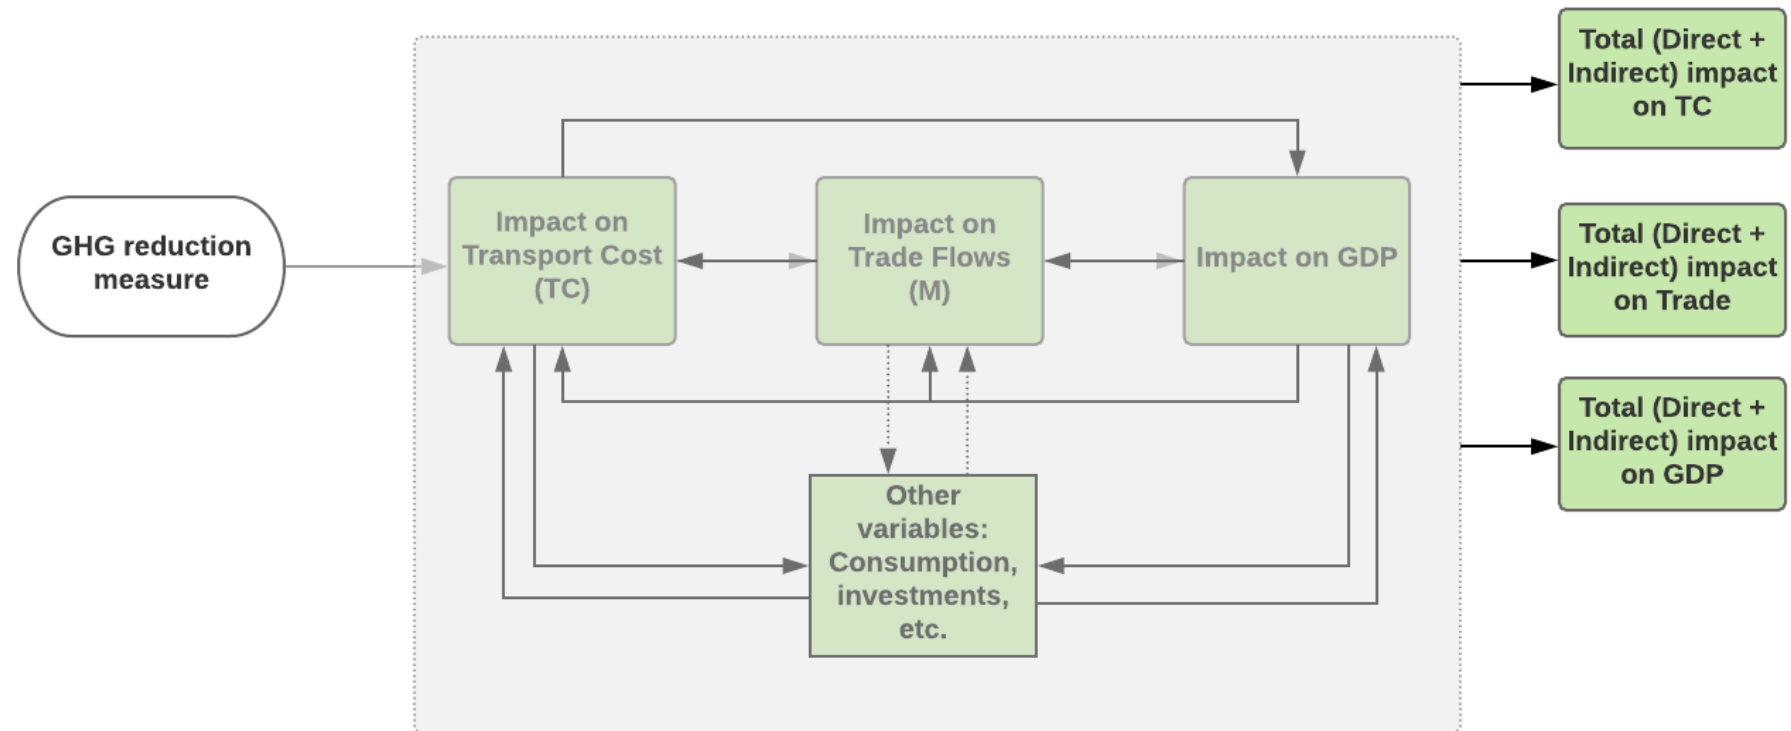 GHG reduction
measure
Impact on
Transport Cost
(TC)
Impact on
Trade Flows
(M)
Impact on GDP
Other
variables:
Consumption,
investments,
etc.
Total (Direct +
Indirect) impact
on TC
Total (Direct +
Indirect) impact
on Trade
Total (Direct +
Indirect) impact
on GDP